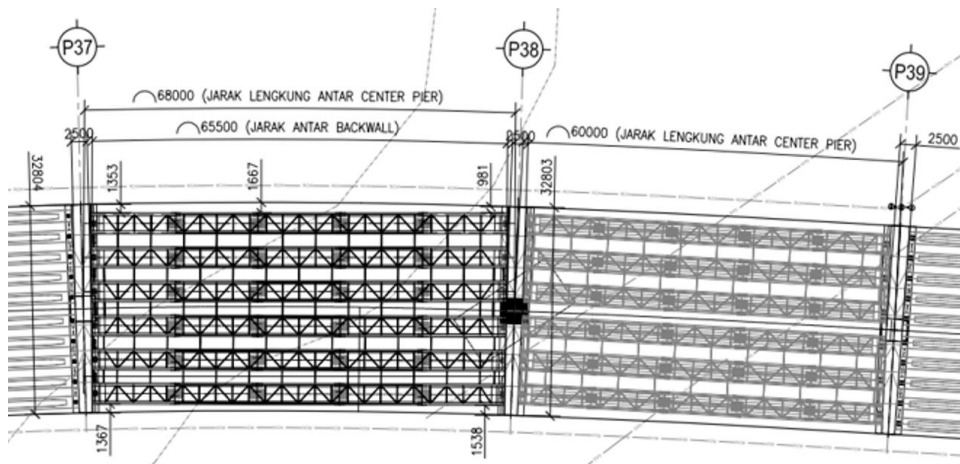 P37
P38
P39
68000 (JARAK LENGKUNG ANTAR CENTER PIER)
2500
65500 (JARAK ANTAR BACKWALL)
2500
60000 (JARAK LENGKUNG ANTAR CENTER PIER)
2500
32804
1353
1667
981
32803
1367
1538